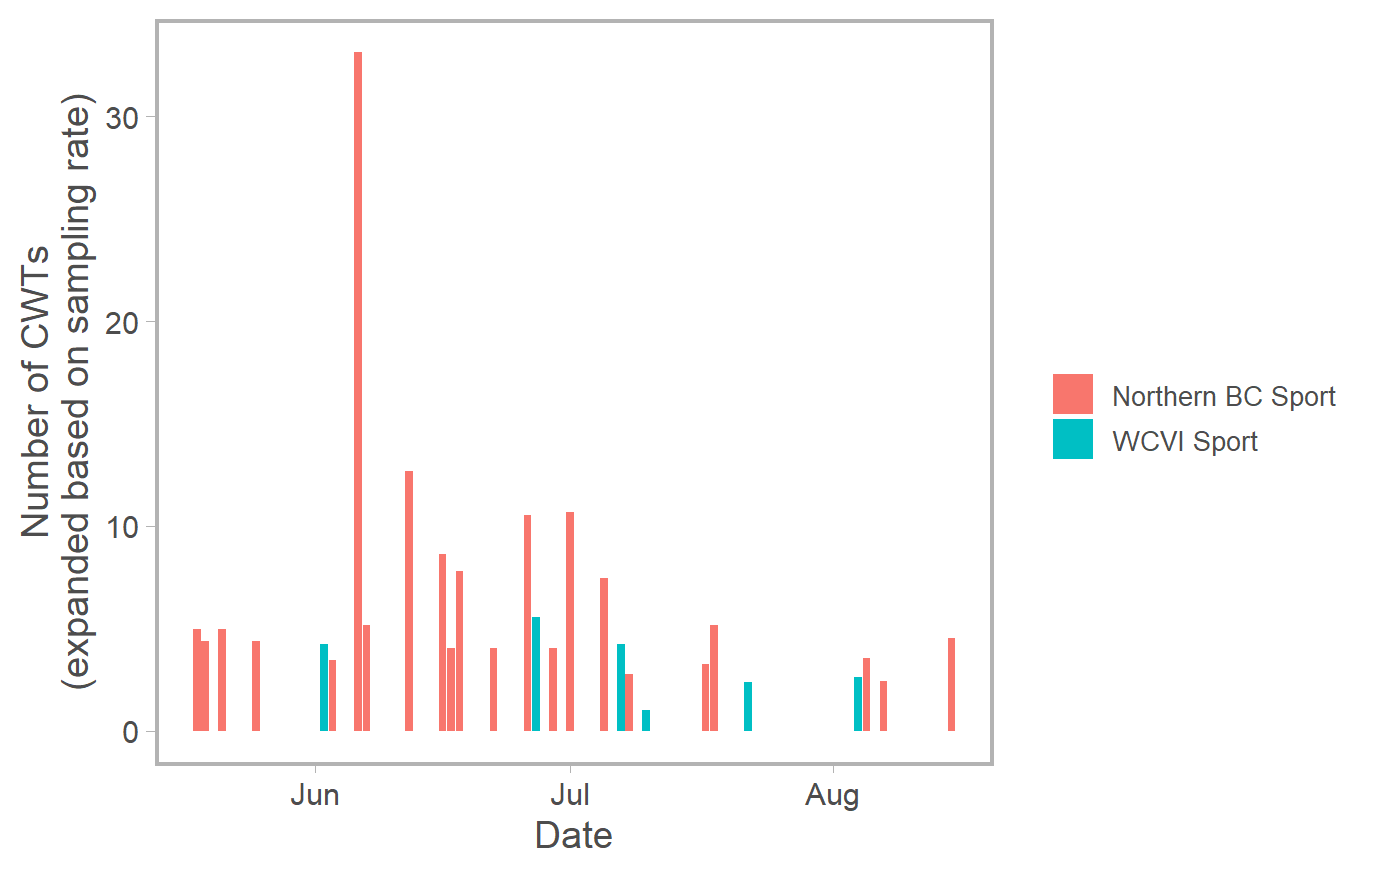 Number of CWTs
(expanded based on sampling rate)
30
20
10
0
Jun
Jul
Aug
Date
Northern BC Sport
WCVI Sport